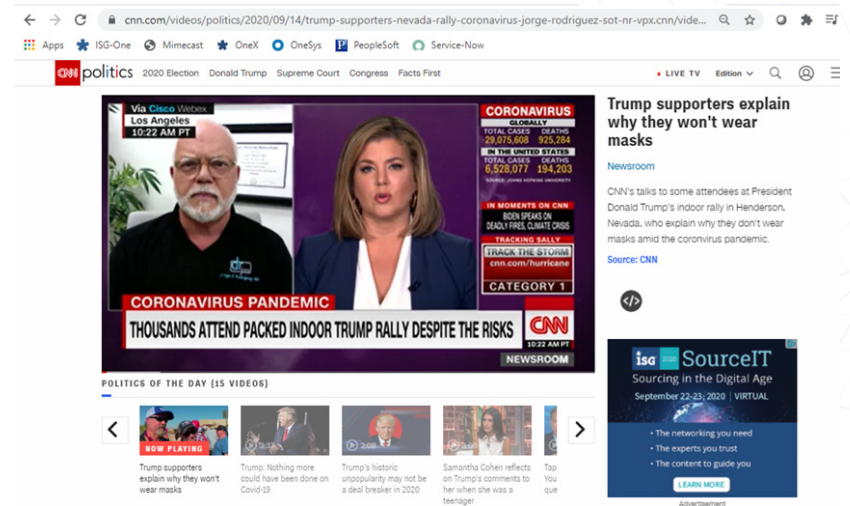 cnn.com/videos/politics/2020/09/14/trump-supporters-nevada-rally-coronavirus-jorge-rodriguez-sot-nr-vpx.cnn/vide...
Apps ISG-One Mimecast OneX OneSys PeopleSoft Service-Now
CNN politics 2020 Election Donald Trump Supreme Court Congress Facts First LIVE TV Edition
Via Cisco Webex
Los Angeles
10:22 AM PT
CORONAVIRUS
GLOBALLY
TOTAL CASES DEATHS
29,075,608 925,284
IN THE UNITED STATES
TOTAL CASES DEATHS
6,528,077 194,203
SOURCE: JOHNS HOPKINS UNIVERSITY
IN MOMENTS ON CNN
BIDEN SPEAKS ON
DEADLY FIRES, CLIMATE CRISIS
TRACKING SALLY
TRACK THE STORM
cnn.com/hurricane
CATEGORY 1
dp
CORONAVIRUS PANDEMIC
THOUSANDS ATTEND PACKED INDOOR TRUMP RALLY DESPITE THE RISKS
CNN
10:22 AM PT
NEWSROOM
Trump supporters explain
why they won't wear
masks
Newsroom
CNN's talks to some attendees at President
Donald Trump's indoor rally in Henderson,
Nevada, who explain why they don't wear
masks amid the coronvirus pandemic.
Source: CNN
</>
POLITICS OF THE DAY (15 VIDEOS)
NOW PLAYING
Trump supporters
explain why they won't
wear masks
2:37
Trump: Nothing more
could have been done on
Covid-19
2:08
Trump's historic
unpopularity may not be
a deal breaker in 2020
Samantha Cohen reflects
on Trump's comments to
her when she was a
teenager
Tap
You
que
ISG SourceIT
Sourcing in the Digital Age
September 22-23, 2020 | VIRTUAL
• The networking you need
• The experts you trust
• The content to guide you
LEARN MORE
Advertisement